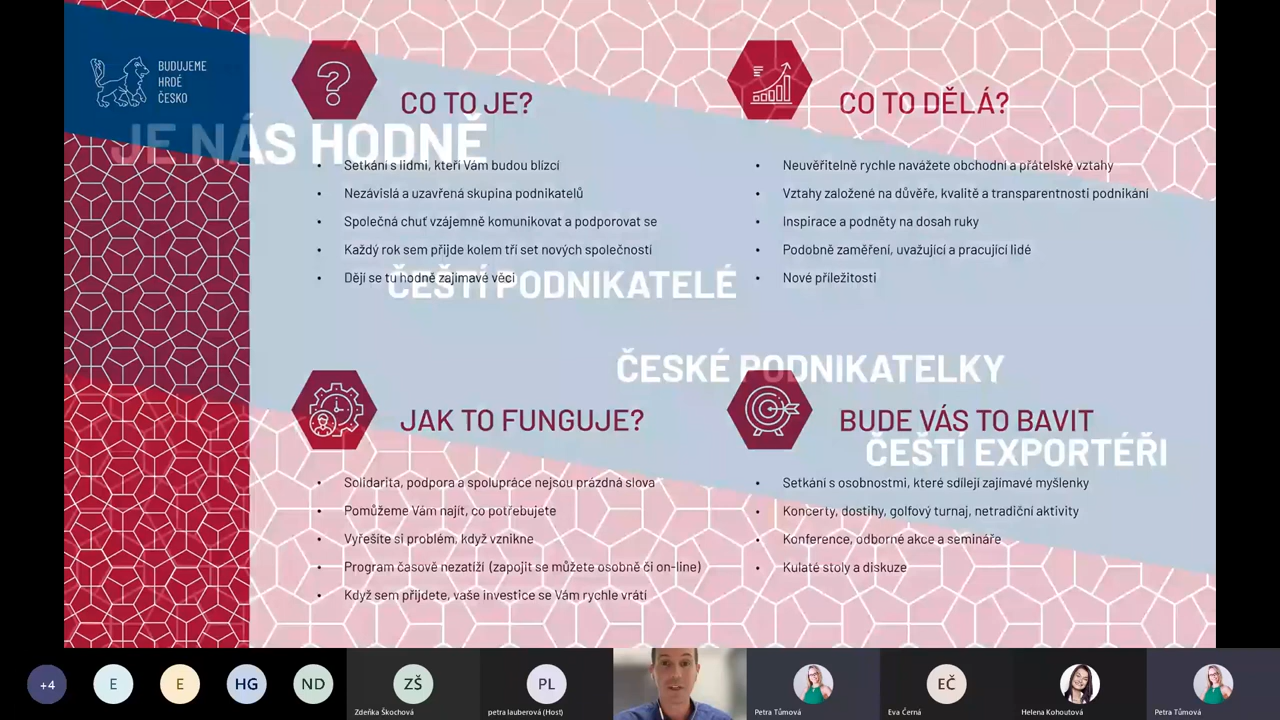 BUDUJEME
HRDÉ
ČESKO
JE NÁS HODNĚ
CO TO JE?
Setkání s lidmi, kteří Vám budou blízcí
Nezávislá a uzavřená skupina podnikatelů
Společná chuť vzájemně komunikovat a podporovat se
Každý rok sem přijde kolem tří set nových společností
Dějí se tu hodně zajímavé věci
CO TO DĚLÁ?
Neuvěřitelně rychle navážete obchodní a přátelské vztahy
Vztahy založené na důvěře, kvalitě a transparentnosti podnikání
Inspirace a podněty na dosah ruky
Podobně zaměření, uvažující a pracující lidé
Nové příležitosti
ČEŠTÍ PODNIKATELÉ
ČESKÉ PODNIKATELKY
ČEŠTÍ EXPORTÉŘI
JAK TO FUNGUJE?
Solidarita, podpora a spolupráce nejsou prázdná slova
Pomůžeme Vám najít, co potřebujete
Vyřešíte si problém, když vznikne
Program časově nezatíží (zapojit se můžete osobně či on-line)
Když sem přijdete, vaše investice se Vám rychle vrátí
BUDE VÁS TO BAVIT
Setkání s osobnostmi, které sdílejí zajímavé myšlenky
Koncerty, dostihy, golfový turnaj, netradiční aktivity
Konference, odborné akce a semináře
Kulaté stoly a diskuze
+4
E
E
HG
ND
ZŠ
Zdeňka Škochová
PL
petra lauberová (Host)
Petra Tůmová
EČ
Eva Černá
Helena Kohoutová
Petra Tůmová